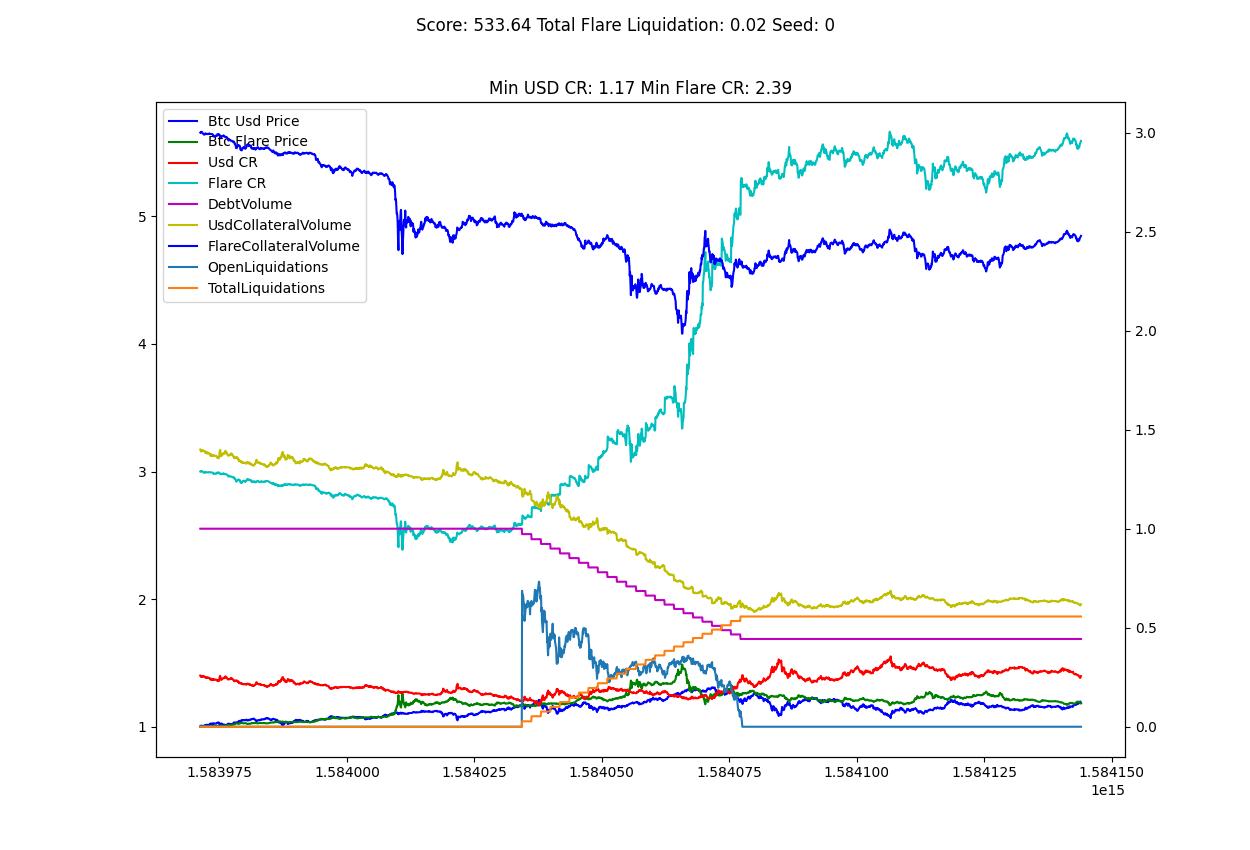 Score: 533.64 Total Flare Liquidation: 0.02 Seed: 0
Min USD CR: 1.17 Min Flare CR: 2.39
Btc Usd Price
Btc Flare Price
Usd CR
Flare CR
DebtVolume
UsdCollateralVolume
FlareCollateralVolume
OpenLiquidations
TotalLiquidations
5
4
3
2
1
3.0
2.5
2.0
1.5
1.0
0.5
0.0
1.583975 1.584000 1.584025 1.584050 1.584075 1.584100 1.584125 1.584150
1e15